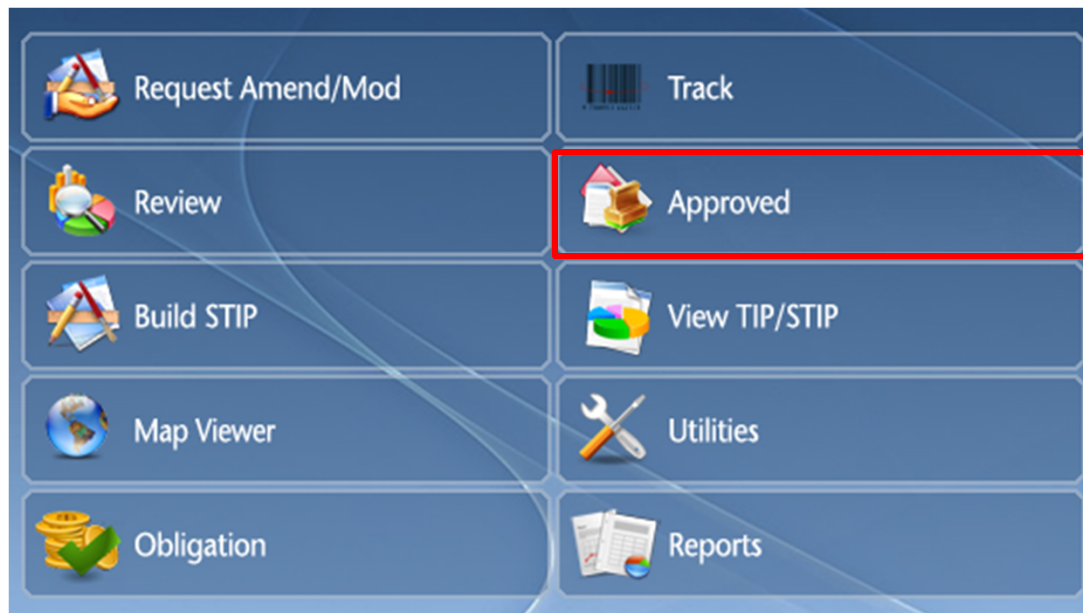 Request Amend/Mod
Track
Review
Approved
Build STIP
View TIP/STIP
Map Viewer
Utilities
Obligation
Reports